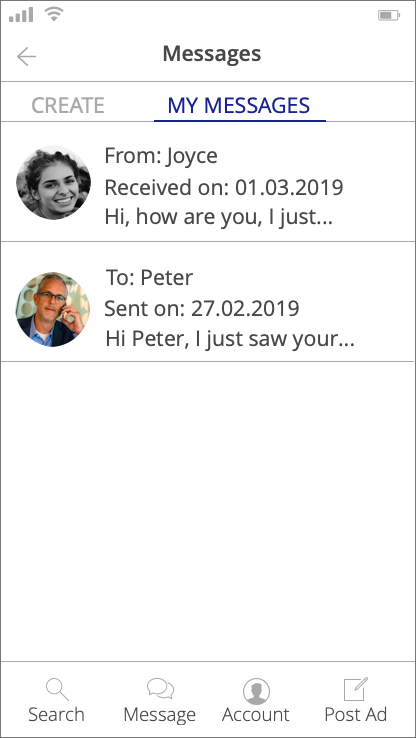 Messages
CREATE MY MESSAGES
From: Joyce
Received on: 01.03.2019
Hi, how are you, I just...
To: Peter
Sent on: 27.02.2019
Hi Peter, I just saw your...
Search Message Account Post Ad